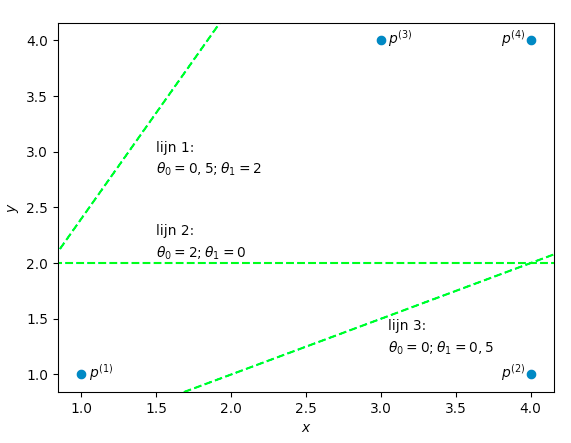 4.0
3.5
3.0
2.5
2.0
1.5
1.0
y
p(3)
p(4)
lijn 1:
θ0 = 0, 5; θ1 = 2
lijn 2:
θ0 = 2; θ1 = 0
lijn 3:
θ0 = 0; θ1 = 0, 5
p(1)
p(2)
1.0 1.5 2.0 2.5 3.0 3.5 4.0
x